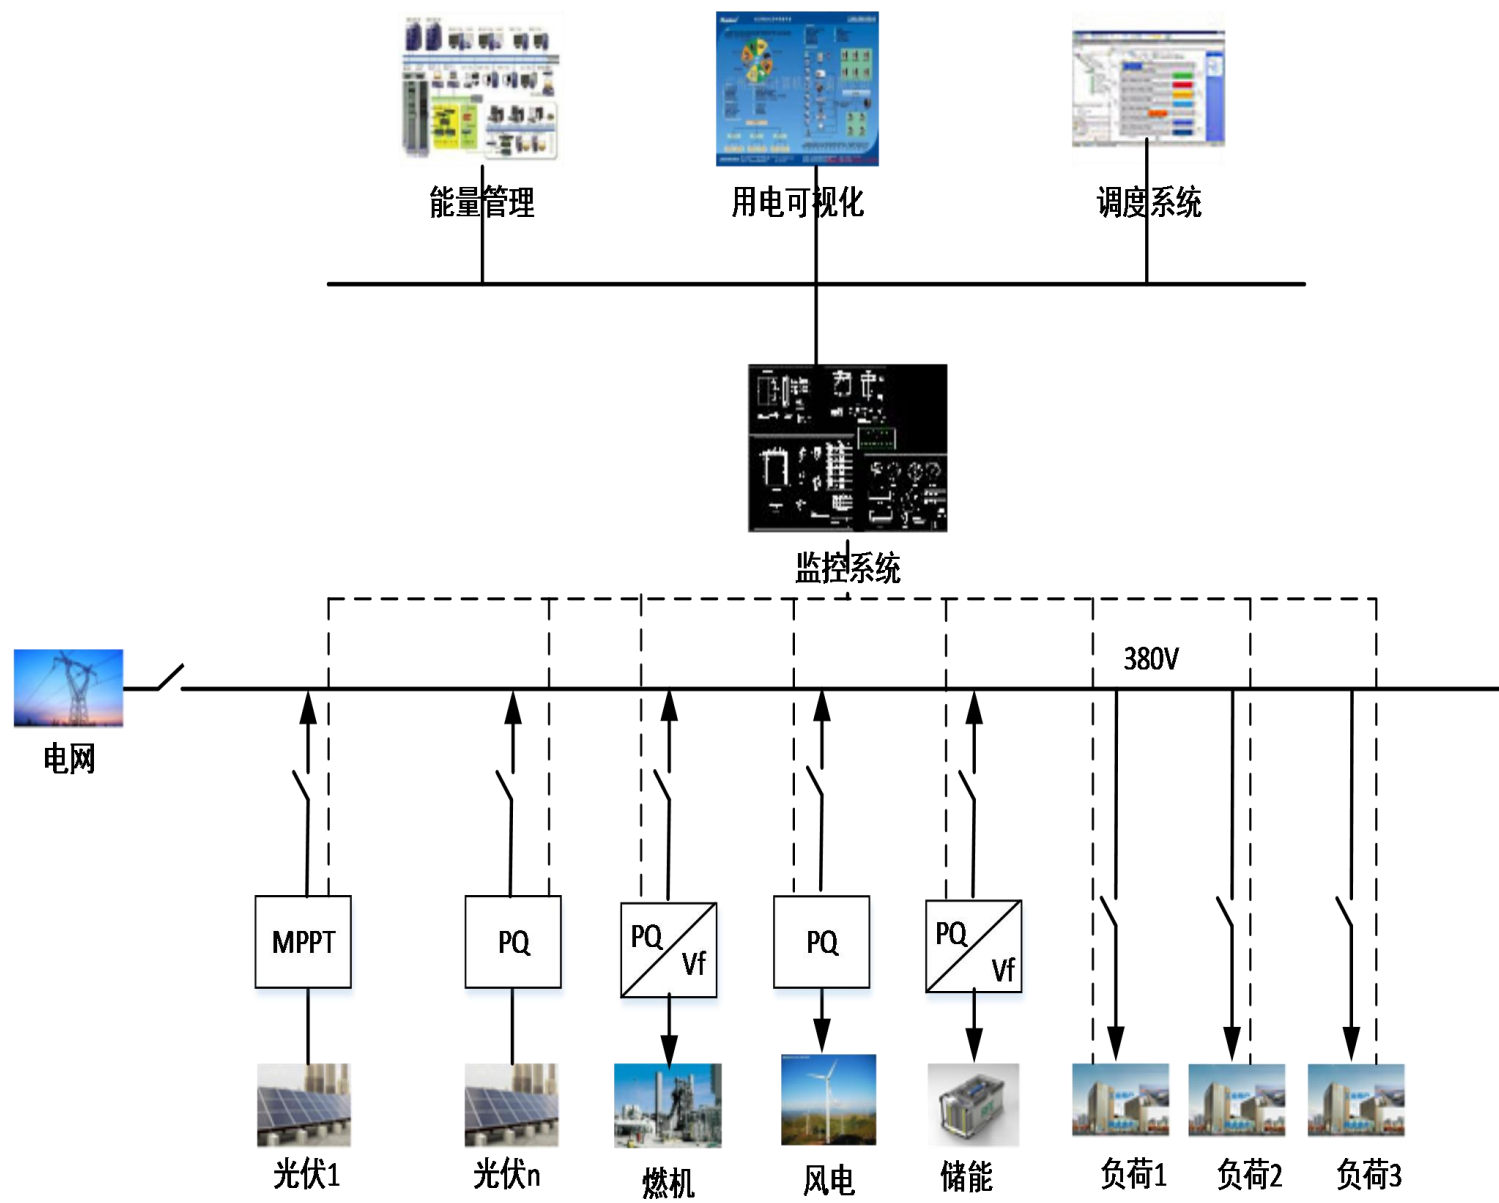 能量管理
用电可视化
调度系统
监控系统
380V
电网
MPPT
PQ
PQ
Vf
PQ
PQ
Vf
光伏1
光伏n
燃机
风电
储能
负荷1
负荷2
负荷3